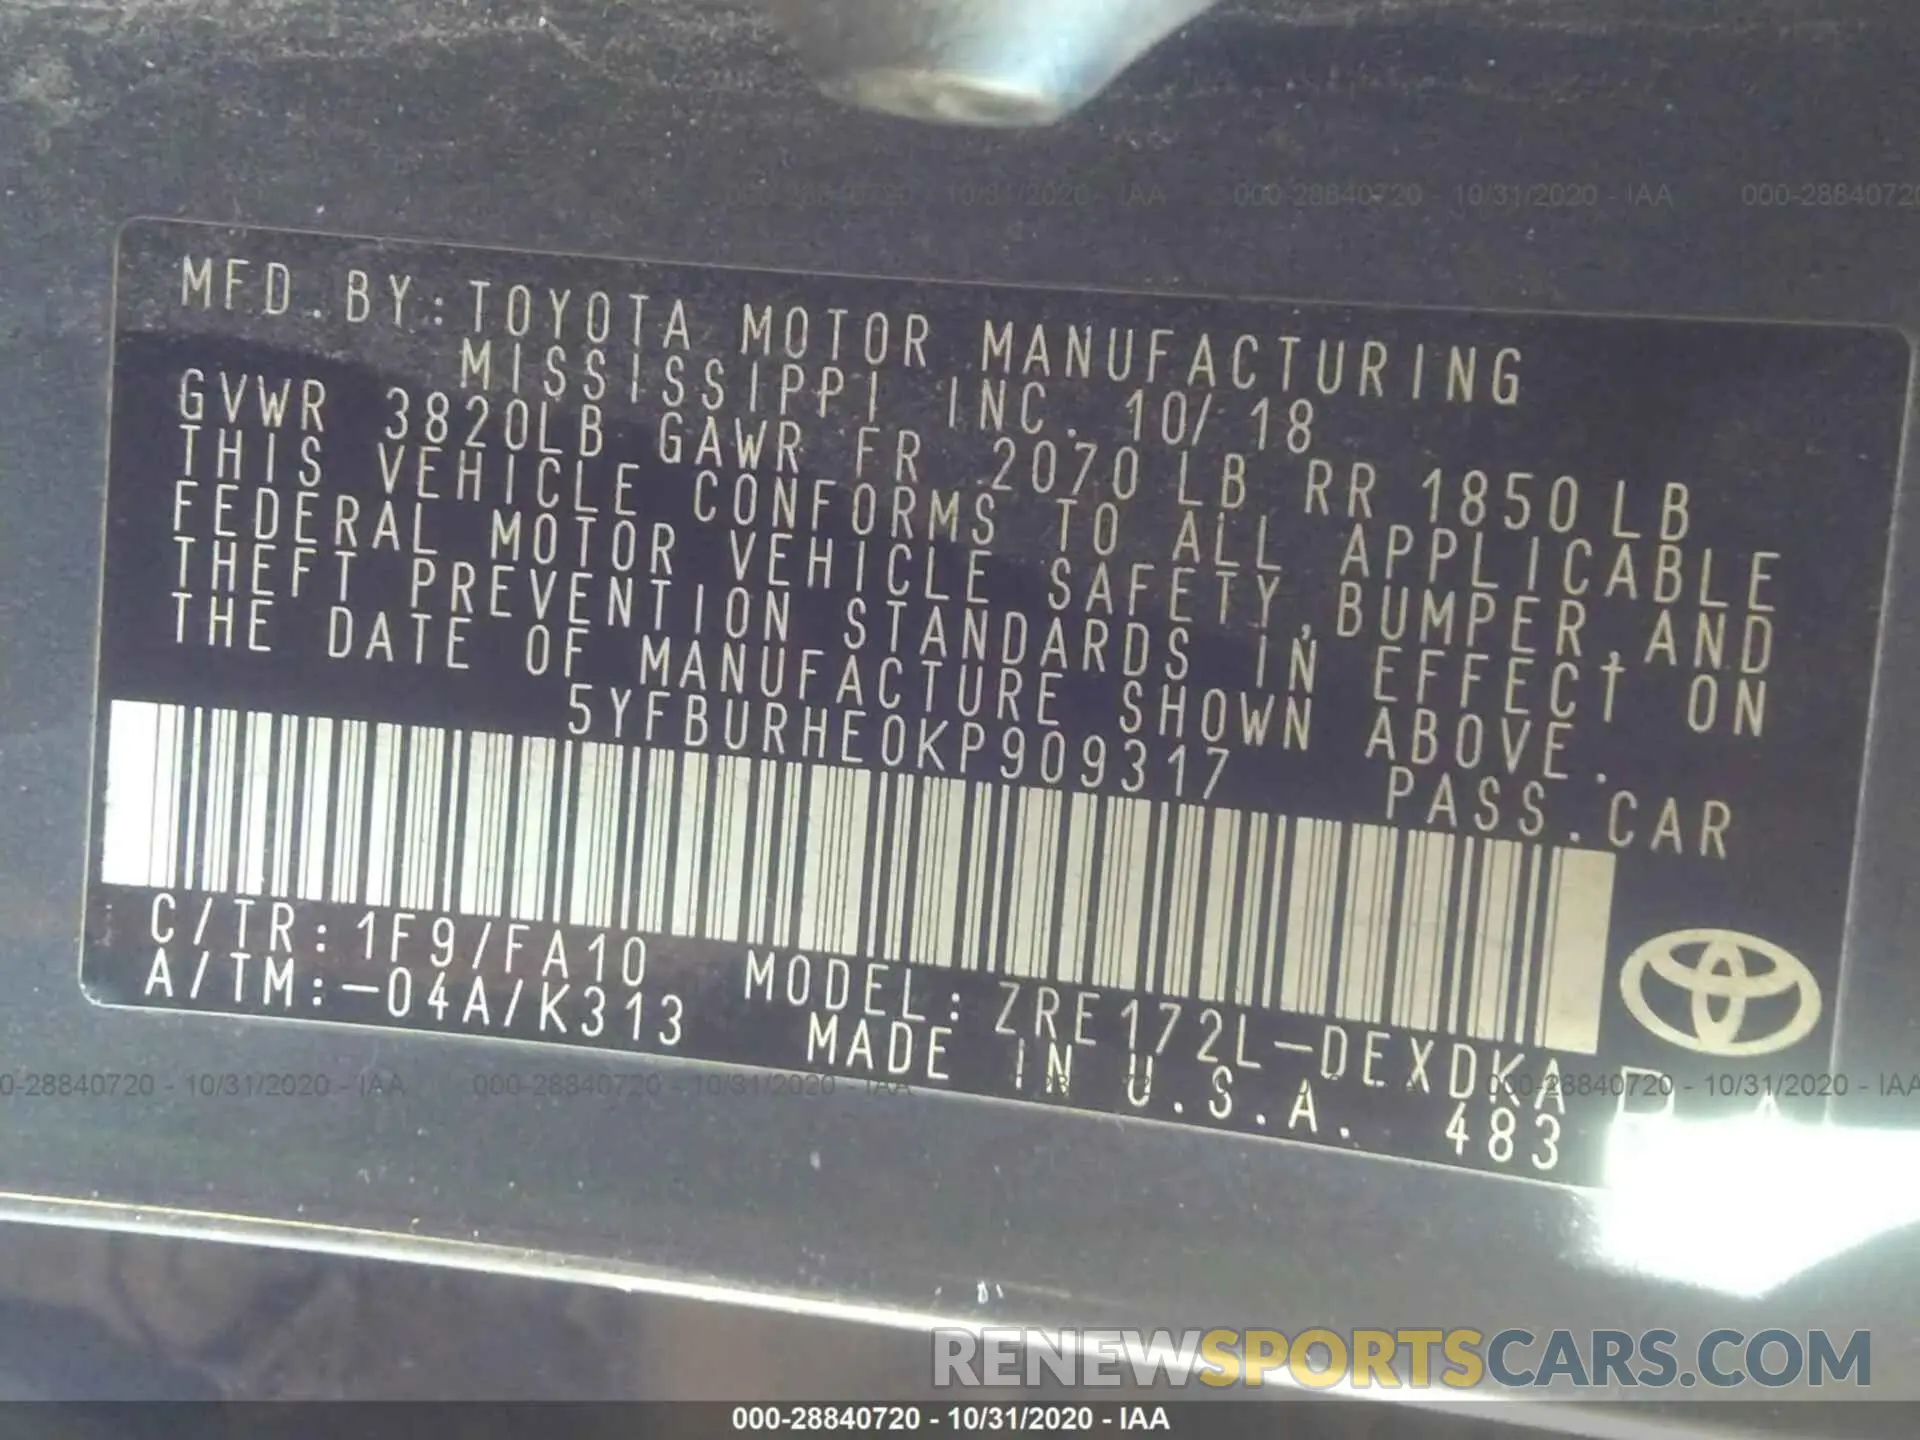 000-28840720 - 10/31/2020 - IAA 000-28840720 - 10/31/2020 - IAA 000-28840720
MFD.BY:TOYOTA MOTOR MANUFACTURING
MISSISSIPPI INC. 10/18
GVWR 3820LB GAWR FR 2070LB RR 1850LB
THIS VEHICLE CONFORMS TO ALL APPLICABLE
FEDERAL MOTOR VEHICLE SAFETY,BUMPER,AND
THEFT PREVENTION STANDARDS IN EFFECT ON
THE DATE OF MANUFACTURE SHOWN ABOVE.
5YFBURHE0KP909317 PASS.CAR
C/TR:1F9/FA10 MODEL:ZRE172L-DEXDKA
A/TM:-04A/K313 MADE IN U.S.A. 483
0-28840720 - 10/31/2020 - IAA 000-28840720 - 10/31/2020 - IAA 000-28840720 - 10/31/2020 - IAA
RENEWSPORTSCARS.COM
000-28840720 - 10/31/2020 - IAA